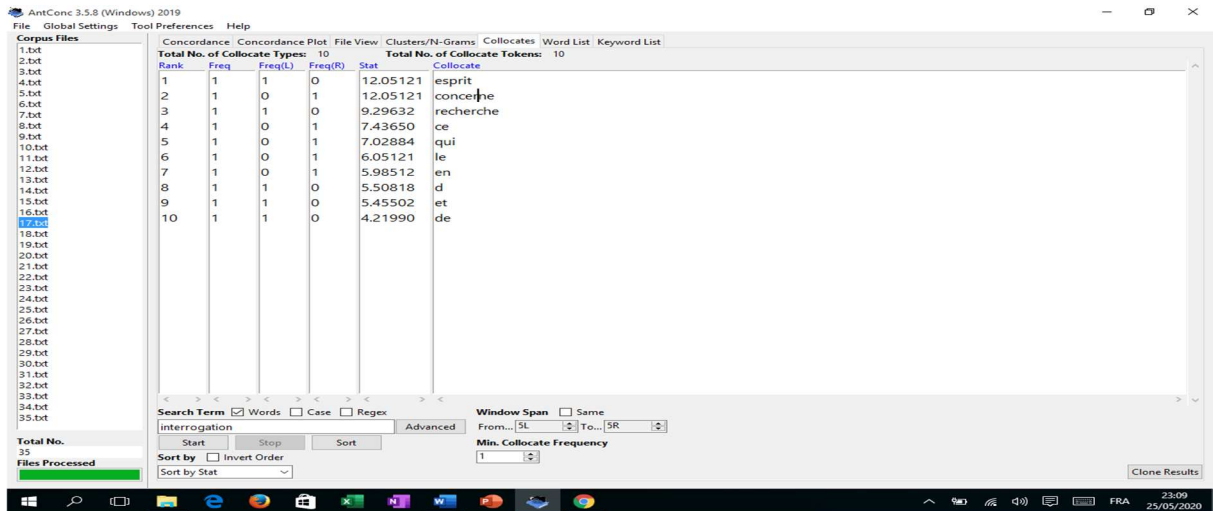 AntConc 3.5.8 (Windows) 2019
File Global Settings Tool Preferences Help
Corpus Files
1.txt
2.txt
3.txt
4.txt
5.txt
6.txt
7.txt
8.txt
9.txt
10.txt
11.txt
12.txt
13.txt
14.txt
15.txt
16.txt
17.txt
18.txt
19.txt
20.txt
21.txt
22.txt
23.txt
24.txt
25.txt
26.txt
27.txt
28.txt
29.txt
30.txt
31.txt
32.txt
33.txt
34.txt
35.txt
Total No.
35
Files Processed
Concordance Concordance Plot File View Clusters/N-Grams Collocates Word List Keyword List
Total No. of Collocate Types: 10 Total No. of Collocate Tokens: 10
Rank Freq Freq(L) Freq(R) Stat Collocate
1 1 1 0 12.05121 esprit
2 1 0 1 12.05121 concerne
3 1 1 0 9.29632 recherche
4 1 0 1 7.43650 ce
5 1 0 1 7.02884 qui
6 1 0 1 6.05121 le
7 1 0 1 5.98512 en
8 1 1 0 5.50818 d
9 1 1 0 5.45502 et
10 1 1 0 4.21990 de
Search Term Words Case Regex Window Span Same
interrogation Advanced From... 5L To... 5R
Start Stop Sort Min. Collocate Frequency
Sort by Invert Order 1
Sort by Stat Clone Results
FRA 23:09
25/05/2020